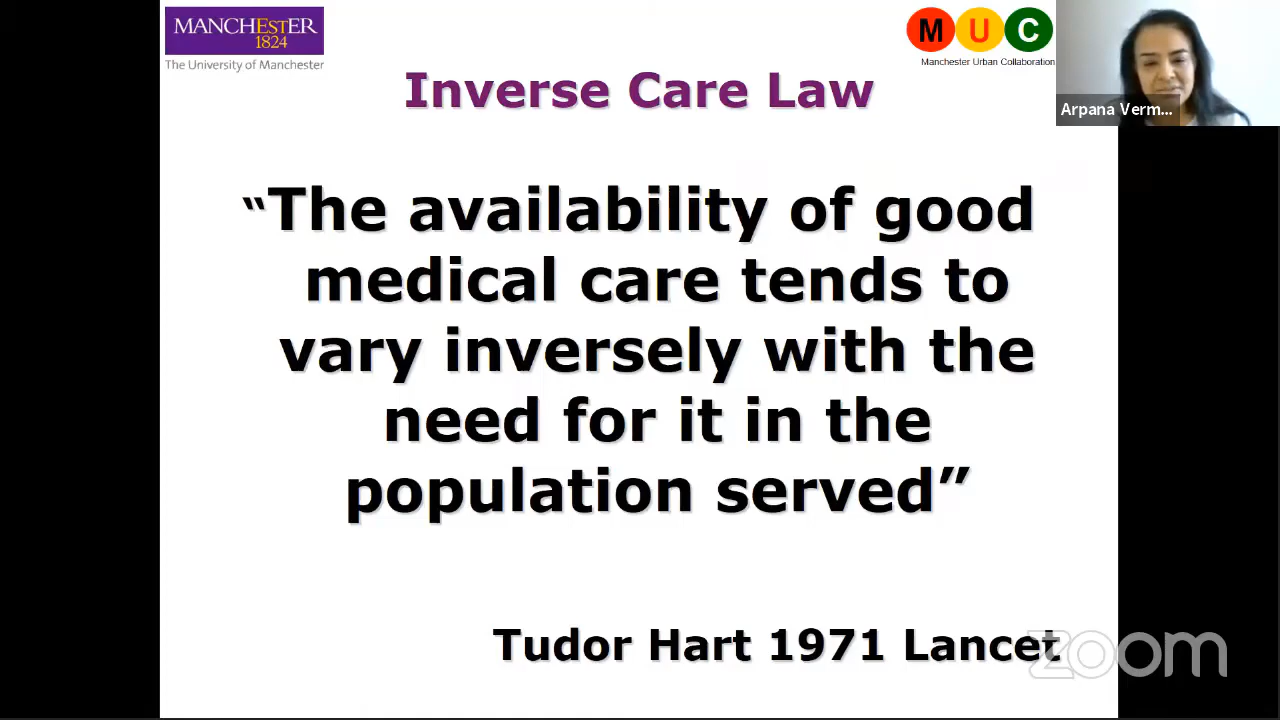 MANCHESTER
1824
The University of Manchester
M U C
Manchester Urban Collaboration
Arpana Verm...
Inverse Care Law
“The availability of good
medical care tends to
vary inversely with the
need for it in the
population served”
Tudor Hart 1971 Lancet
zoom